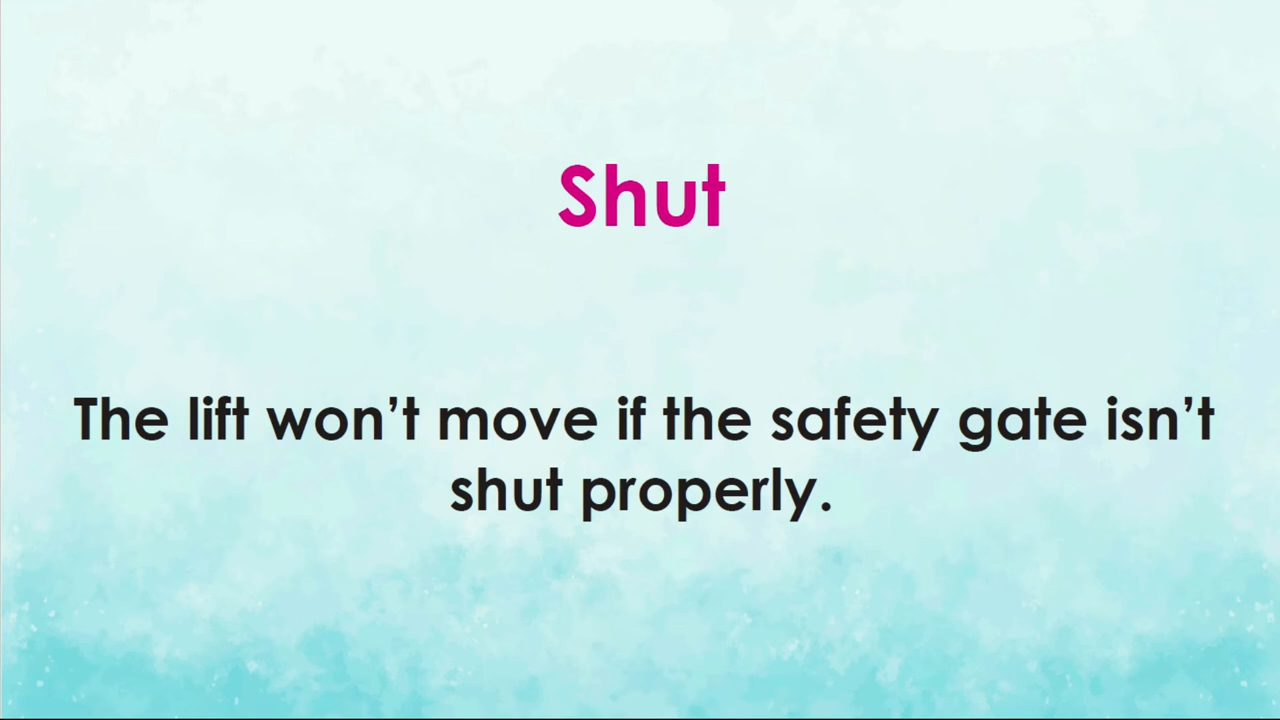 Shut
The lift won’t move if the safety gate isn’t
shut properly.